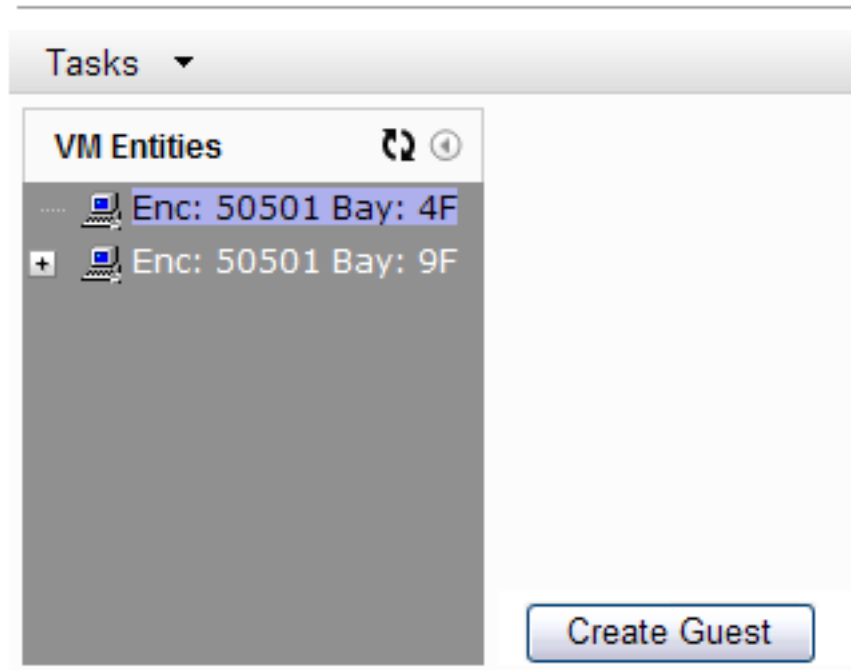 Tasks
VM Entities
Enc: 50501 Bay: 4F
Enc: 50501 Bay: 9F
Create Guest